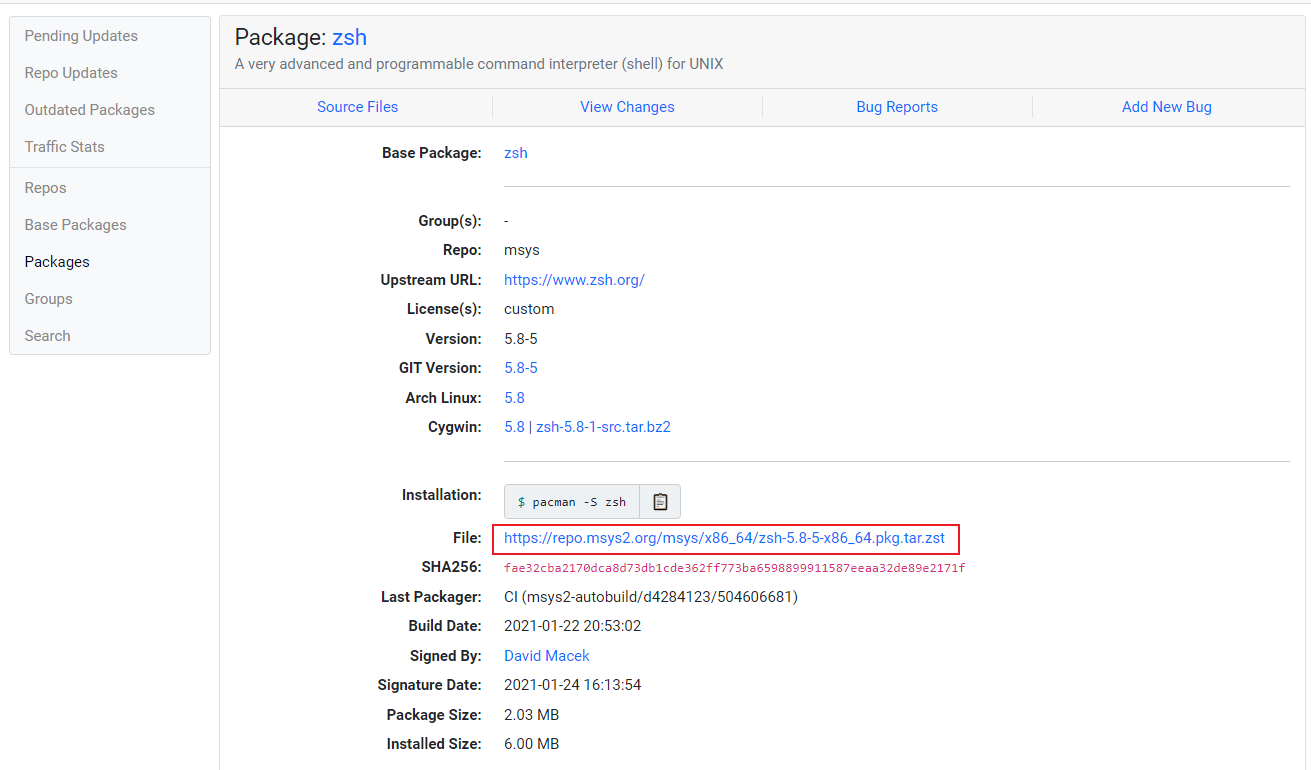 Pending Updates
Repo Updates
Outdated Packages
Traffic Stats
Repos
Base Packages
Packages
Groups
Search
Package: zsh
A very advanced and programmable command interpreter (shell) for UNIX
Source Files View Changes Bug Reports Add New Bug
Base Package: zsh
Group(s): -
Repo: msys
Upstream URL: https://www.zsh.org/
License(s): custom
Version: 5.8-5
GIT Version: 5.8-5
Arch Linux: 5.8
Cygwin: 5.8 | zsh-5.8-1-src.tar.bz2
Installation: $ pacman -S zsh
File: https://repo.msys2.org/msys/x86_64/zsh-5.8-5-x86_64.pkg.tar.zst
SHA256: fae32cba2170dca8d73db1cde362ff773ba6598899911587eeaa32de89e2171f
Last Packager: CI (msys2-autobuild/d4284123/504606681)
Build Date: 2021-01-22 20:53:02
Signed By: David Macek
Signature Date: 2021-01-24 16:13:54
Package Size: 2.03 MB
Installed Size: 6.00 MB